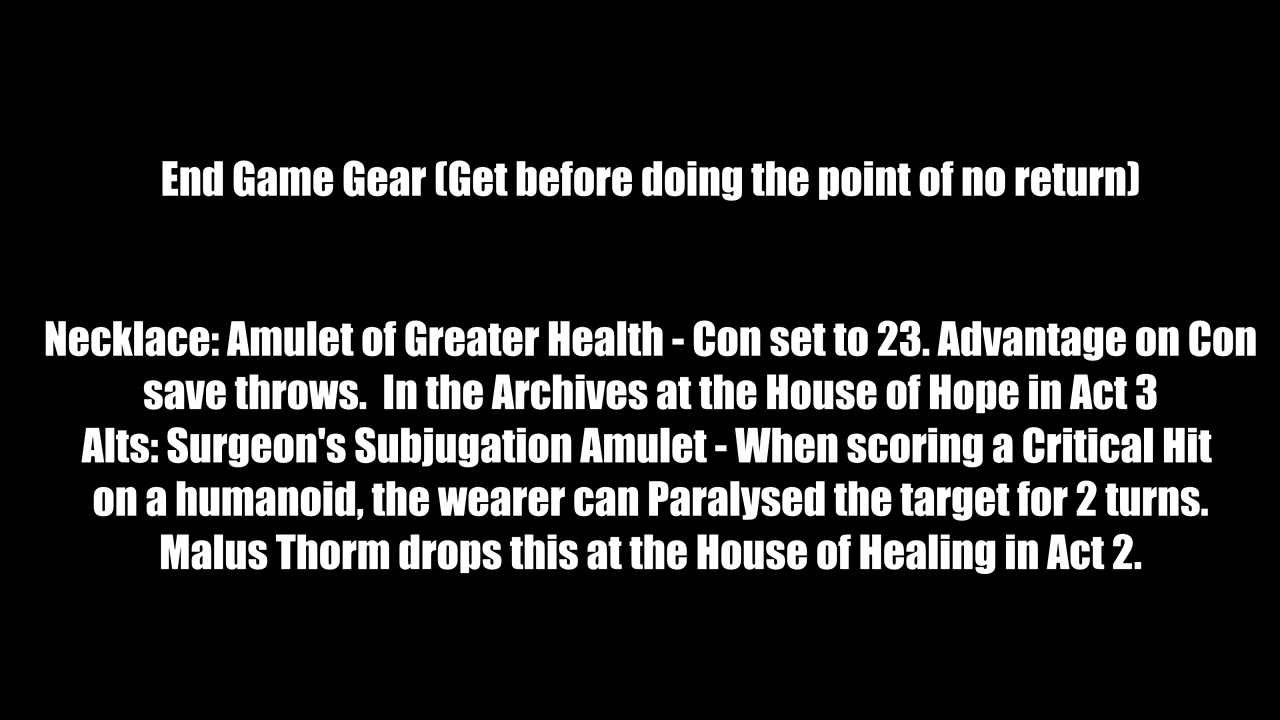 End Game Gear (Get before doing the point of no return)
Necklace: Amulet of Greater Health - Con set to 23. Advantage on Con
save throws.  In the Archives at the House of Hope in Act 3
Alts: Surgeon's Subjugation Amulet - When scoring a Critical Hit
on a humanoid, the wearer can Paralysed the target for 2 turns.
Malus Thorm drops this at the House of Healing in Act 2.